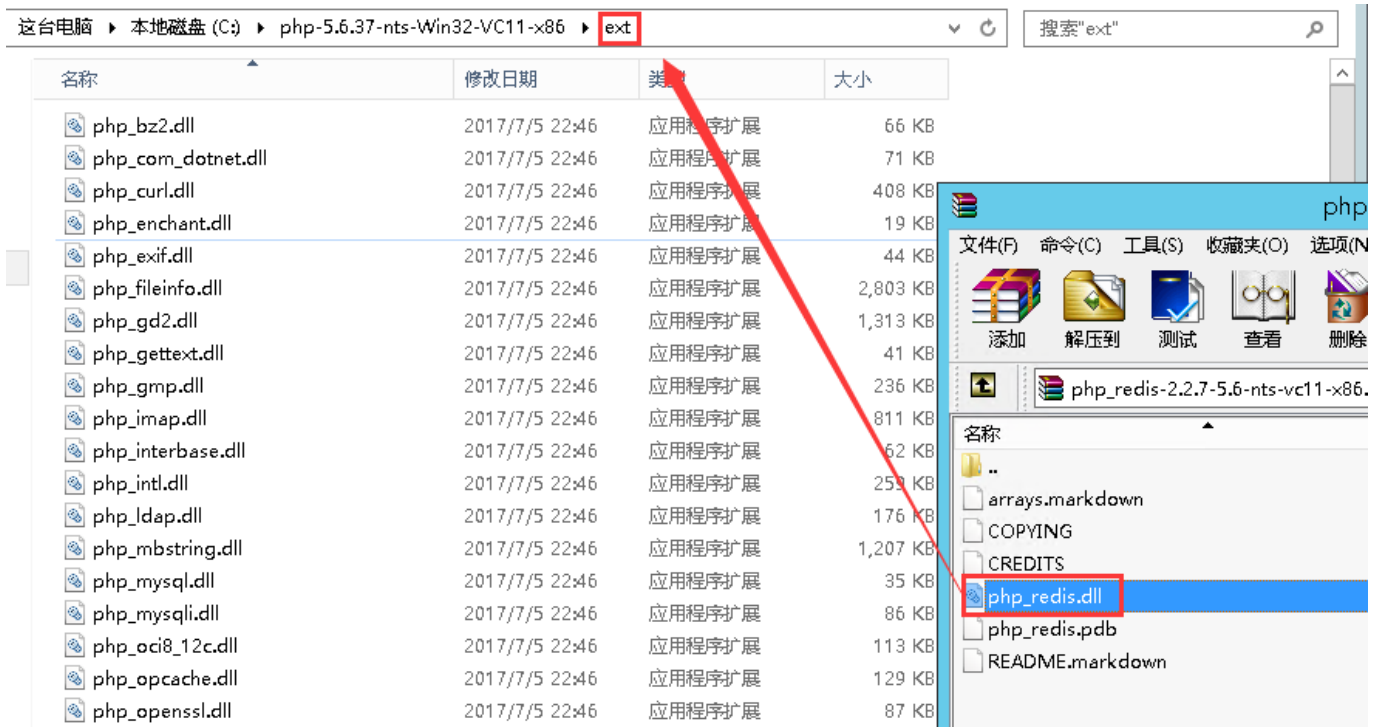 这台电脑 ▸ 本地磁盘 (C:) ▸ php-5.6.37-nts-Win32-VC11-x86 ▸ ext 搜索"ext"
名称 修改日期 类型 大小
php_bz2.dll 2017/7/5 22:46 应用程序扩展 66 KB
php_com_dotnet.dll 2017/7/5 22:46 应用程序扩展 71 KB
php_curl.dll 2017/7/5 22:46 应用程序扩展 408 KB
php_enchant.dll 2017/7/5 22:46 应用程序扩展 19 KB
php_exif.dll 2017/7/5 22:46 应用程序扩展 44 KB
php_fileinfo.dll 2017/7/5 22:46 应用程序扩展 2,803 KB
php_gd2.dll 2017/7/5 22:46 应用程序扩展 1,313 KB
php_gettext.dll 2017/7/5 22:46 应用程序扩展 41 KB
php_gmp.dll 2017/7/5 22:46 应用程序扩展 236 KB
php_imap.dll 2017/7/5 22:46 应用程序扩展 811 KB
php_interbase.dll 2017/7/5 22:46 应用程序扩展 62 KB
php_intl.dll 2017/7/5 22:46 应用程序扩展 259 KB
php_ldap.dll 2017/7/5 22:46 应用程序扩展 176 KB
php_mbstring.dll 2017/7/5 22:46 应用程序扩展 1,207 KB
php_mysql.dll 2017/7/5 22:46 应用程序扩展 35 KB
php_mysqli.dll 2017/7/5 22:46 应用程序扩展 86 KB
php_oci8_12c.dll 2017/7/5 22:46 应用程序扩展 113 KB
php_opcache.dll 2017/7/5 22:46 应用程序扩展 129 KB
php_openssl.dll 2017/7/5 22:46 应用程序扩展 87 KB
php
文件(F) 命令(C) 工具(S) 收藏夹(O) 选项(N
添加 解压到 测试 查看 删除
php_redis-2.2.7-5.6-nts-vc11-x86.
名称
..
arrays.markdown
COPYING
CREDITS
php_redis.dll
php_redis.pdb
README.markdown